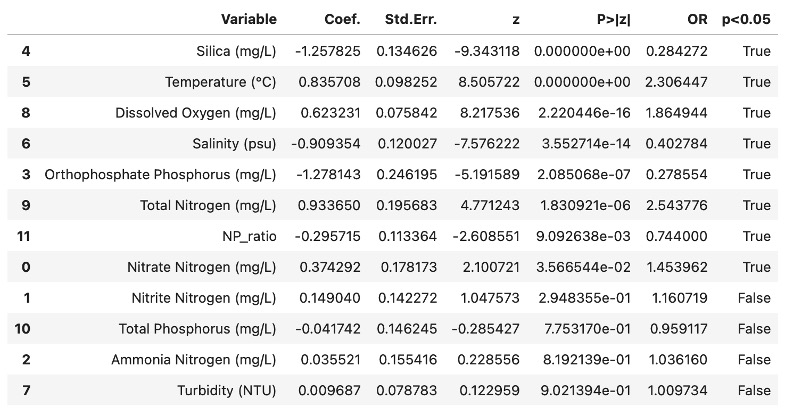 Variable Coef. Std.Err. z P>|z| OR p<0.05
4 Silica (mg/L) -1.257825 0.134626 -9.343118 0.000000e+00 0.284272 True
5 Temperature (°C) 0.835708 0.098252 8.505722 0.000000e+00 2.306447 True
8 Dissolved Oxygen (mg/L) 0.623231 0.075842 8.217536 2.220446e-16 1.864944 True
6 Salinity (psu) -0.909354 0.120027 -7.576222 3.552714e-14 0.402784 True
3 Orthophosphate Phosphorus (mg/L) -1.278143 0.246195 -5.191589 2.085068e-07 0.278554 True
9 Total Nitrogen (mg/L) 0.933650 0.195683 4.771243 1.830921e-06 2.543776 True
11 NP_ratio -0.295715 0.113364 -2.608551 9.092638e-03 0.744000 True
0 Nitrate Nitrogen (mg/L) 0.374292 0.178173 2.100721 3.566544e-02 1.453962 True
1 Nitrite Nitrogen (mg/L) 0.149040 0.142272 1.047573 2.948355e-01 1.160719 False
10 Total Phosphorus (mg/L) -0.041742 0.146245 -0.285427 7.753170e-01 0.959117 False
2 Ammonia Nitrogen (mg/L) 0.035521 0.155416 0.228556 8.192139e-01 1.036160 False
7 Turbidity (NTU) 0.009687 0.078783 0.122959 9.021394e-01 1.009734 False